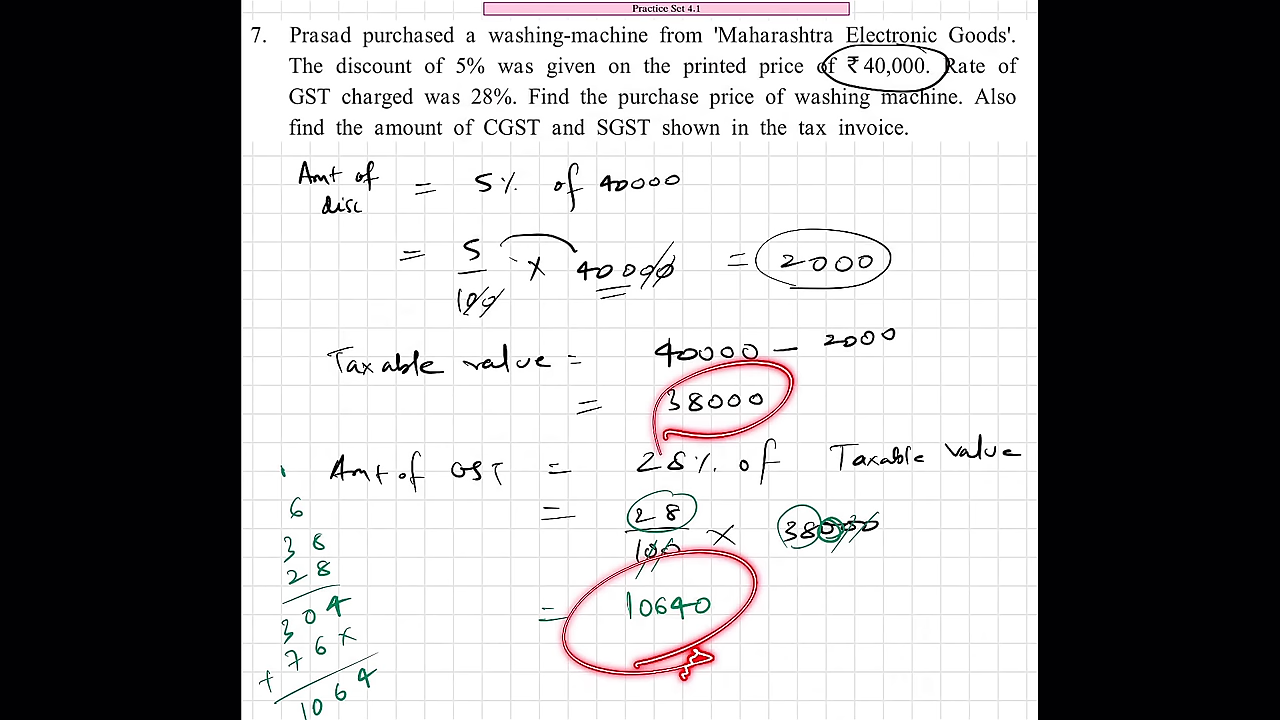 Practice Set 4.1
7. Prasad purchased a washing-machine from 'Maharashtra Electronic Goods'.
The discount of 5% was given on the printed price of ₹ 40,000. Rate of
GST charged was 28%. Find the purchase price of washing machine. Also
find the amount of CGST and SGST shown in the tax invoice.
Amt of disc = 5% of 40000
= 5/100 × 40000 = 2000
Taxable value = 40000 - 2000
= 38000
Amt of GST = 28% of Taxable value
= 28/100 × 38000
= 10640
1
6
38
28
304
76×
+
1064